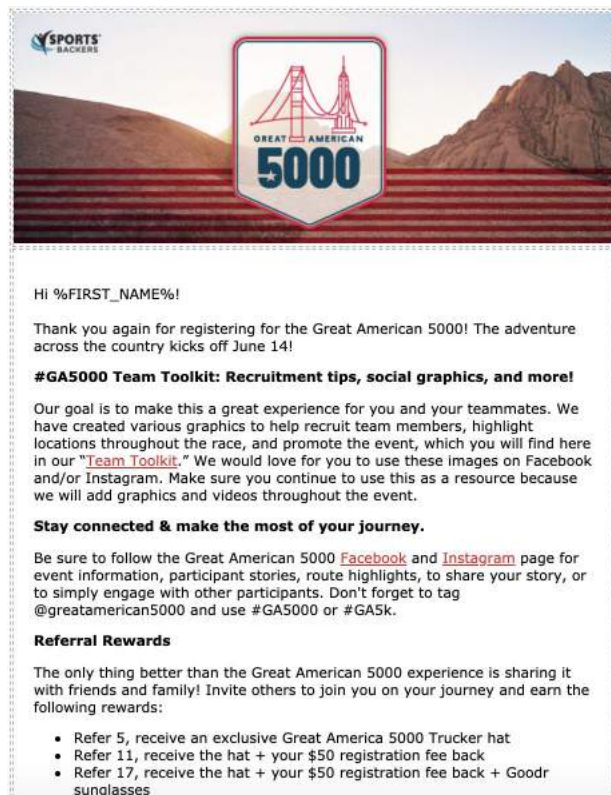 SPORTS
BACKERS
GREAT AMERICAN
5000
Hi %FIRST_NAME%!
Thank you again for registering for the Great American 5000! The adventure
across the country kicks off June 14!
#GA5000 Team Toolkit: Recruitment tips, social graphics, and more!
Our goal is to make this a great experience for you and your teammates. We
have created various graphics to help recruit team members, highlight
locations throughout the race, and promote the event, which you will find here
in our “Team Toolkit.” We would love for you to use these images on Facebook
and/or Instagram. Make sure you continue to use this as a resource because
we will add graphics and videos throughout the event.
Stay connected & make the most of your journey.
Be sure to follow the Great American 5000 Facebook and Instagram page for
event information, participant stories, route highlights, to share your story, or
to simply engage with other participants. Don't forget to tag
@greatamerican5000 and use #GA5000 or #GA5k.
Referral Rewards
The only thing better than the Great American 5000 experience is sharing it
with friends and family! Invite others to join you on your journey and earn the
following rewards:
• Refer 5, receive an exclusive Great America 5000 Trucker hat
• Refer 11, receive the hat + your $50 registration fee back
• Refer 17, receive the hat + your $50 registration fee back + Goodr
sunglasses